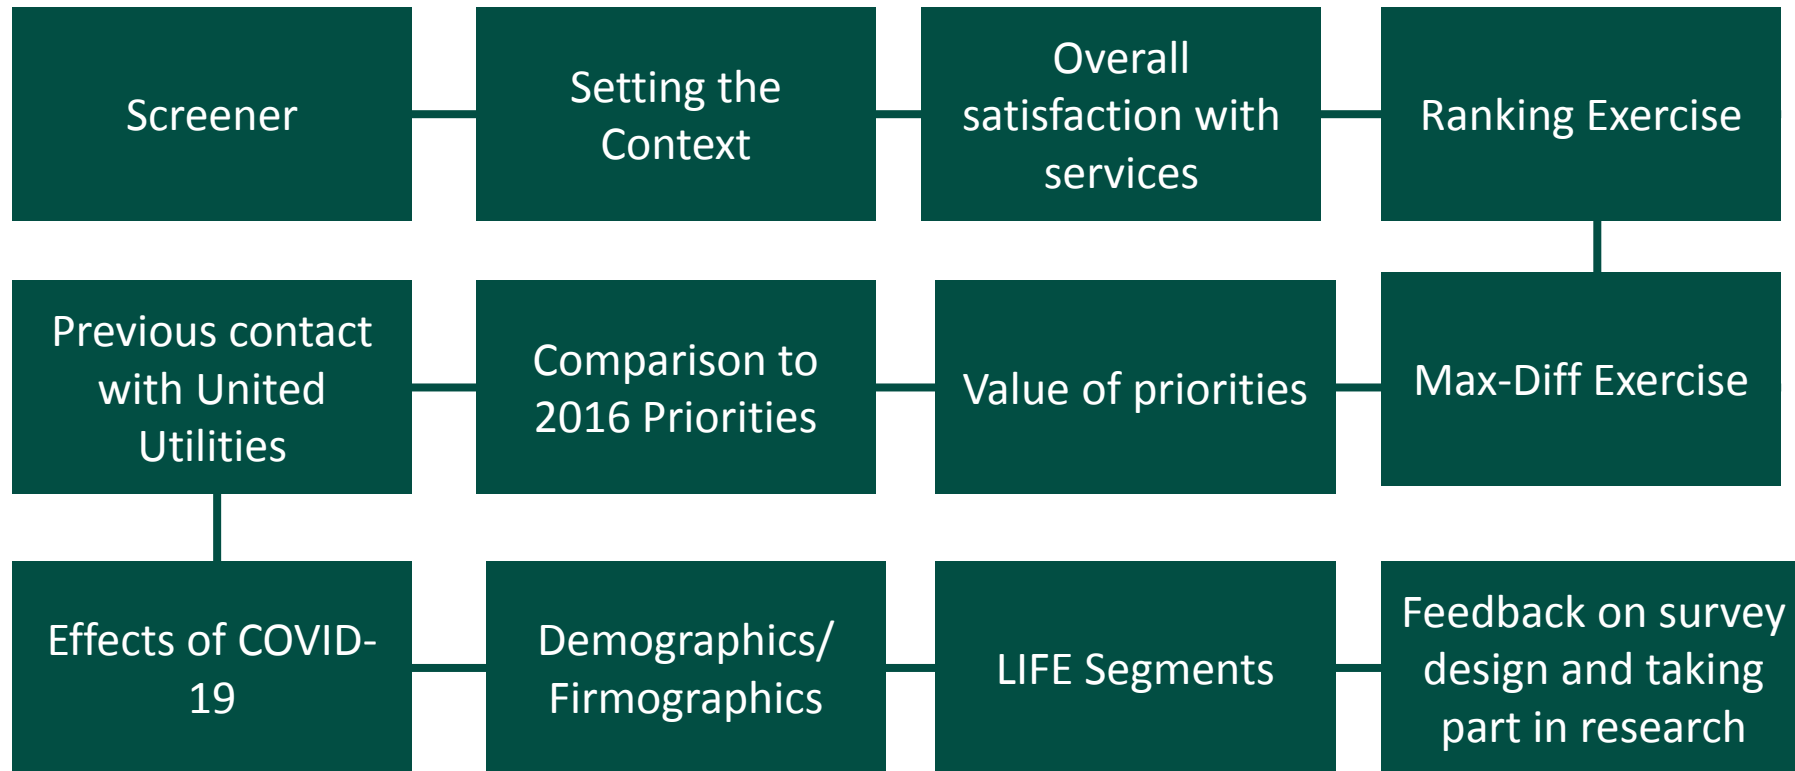 Screener
Setting the
Context
Overall
satisfaction with
services
Ranking Exercise
Previous contact
with United
Utilities
Comparison to
2016 Priorities
Value of priorities
Max-Diff Exercise
Effects of COVID-
19
Demographics/
Firmographics
LIFE Segments
Feedback on survey
design and taking
part in research